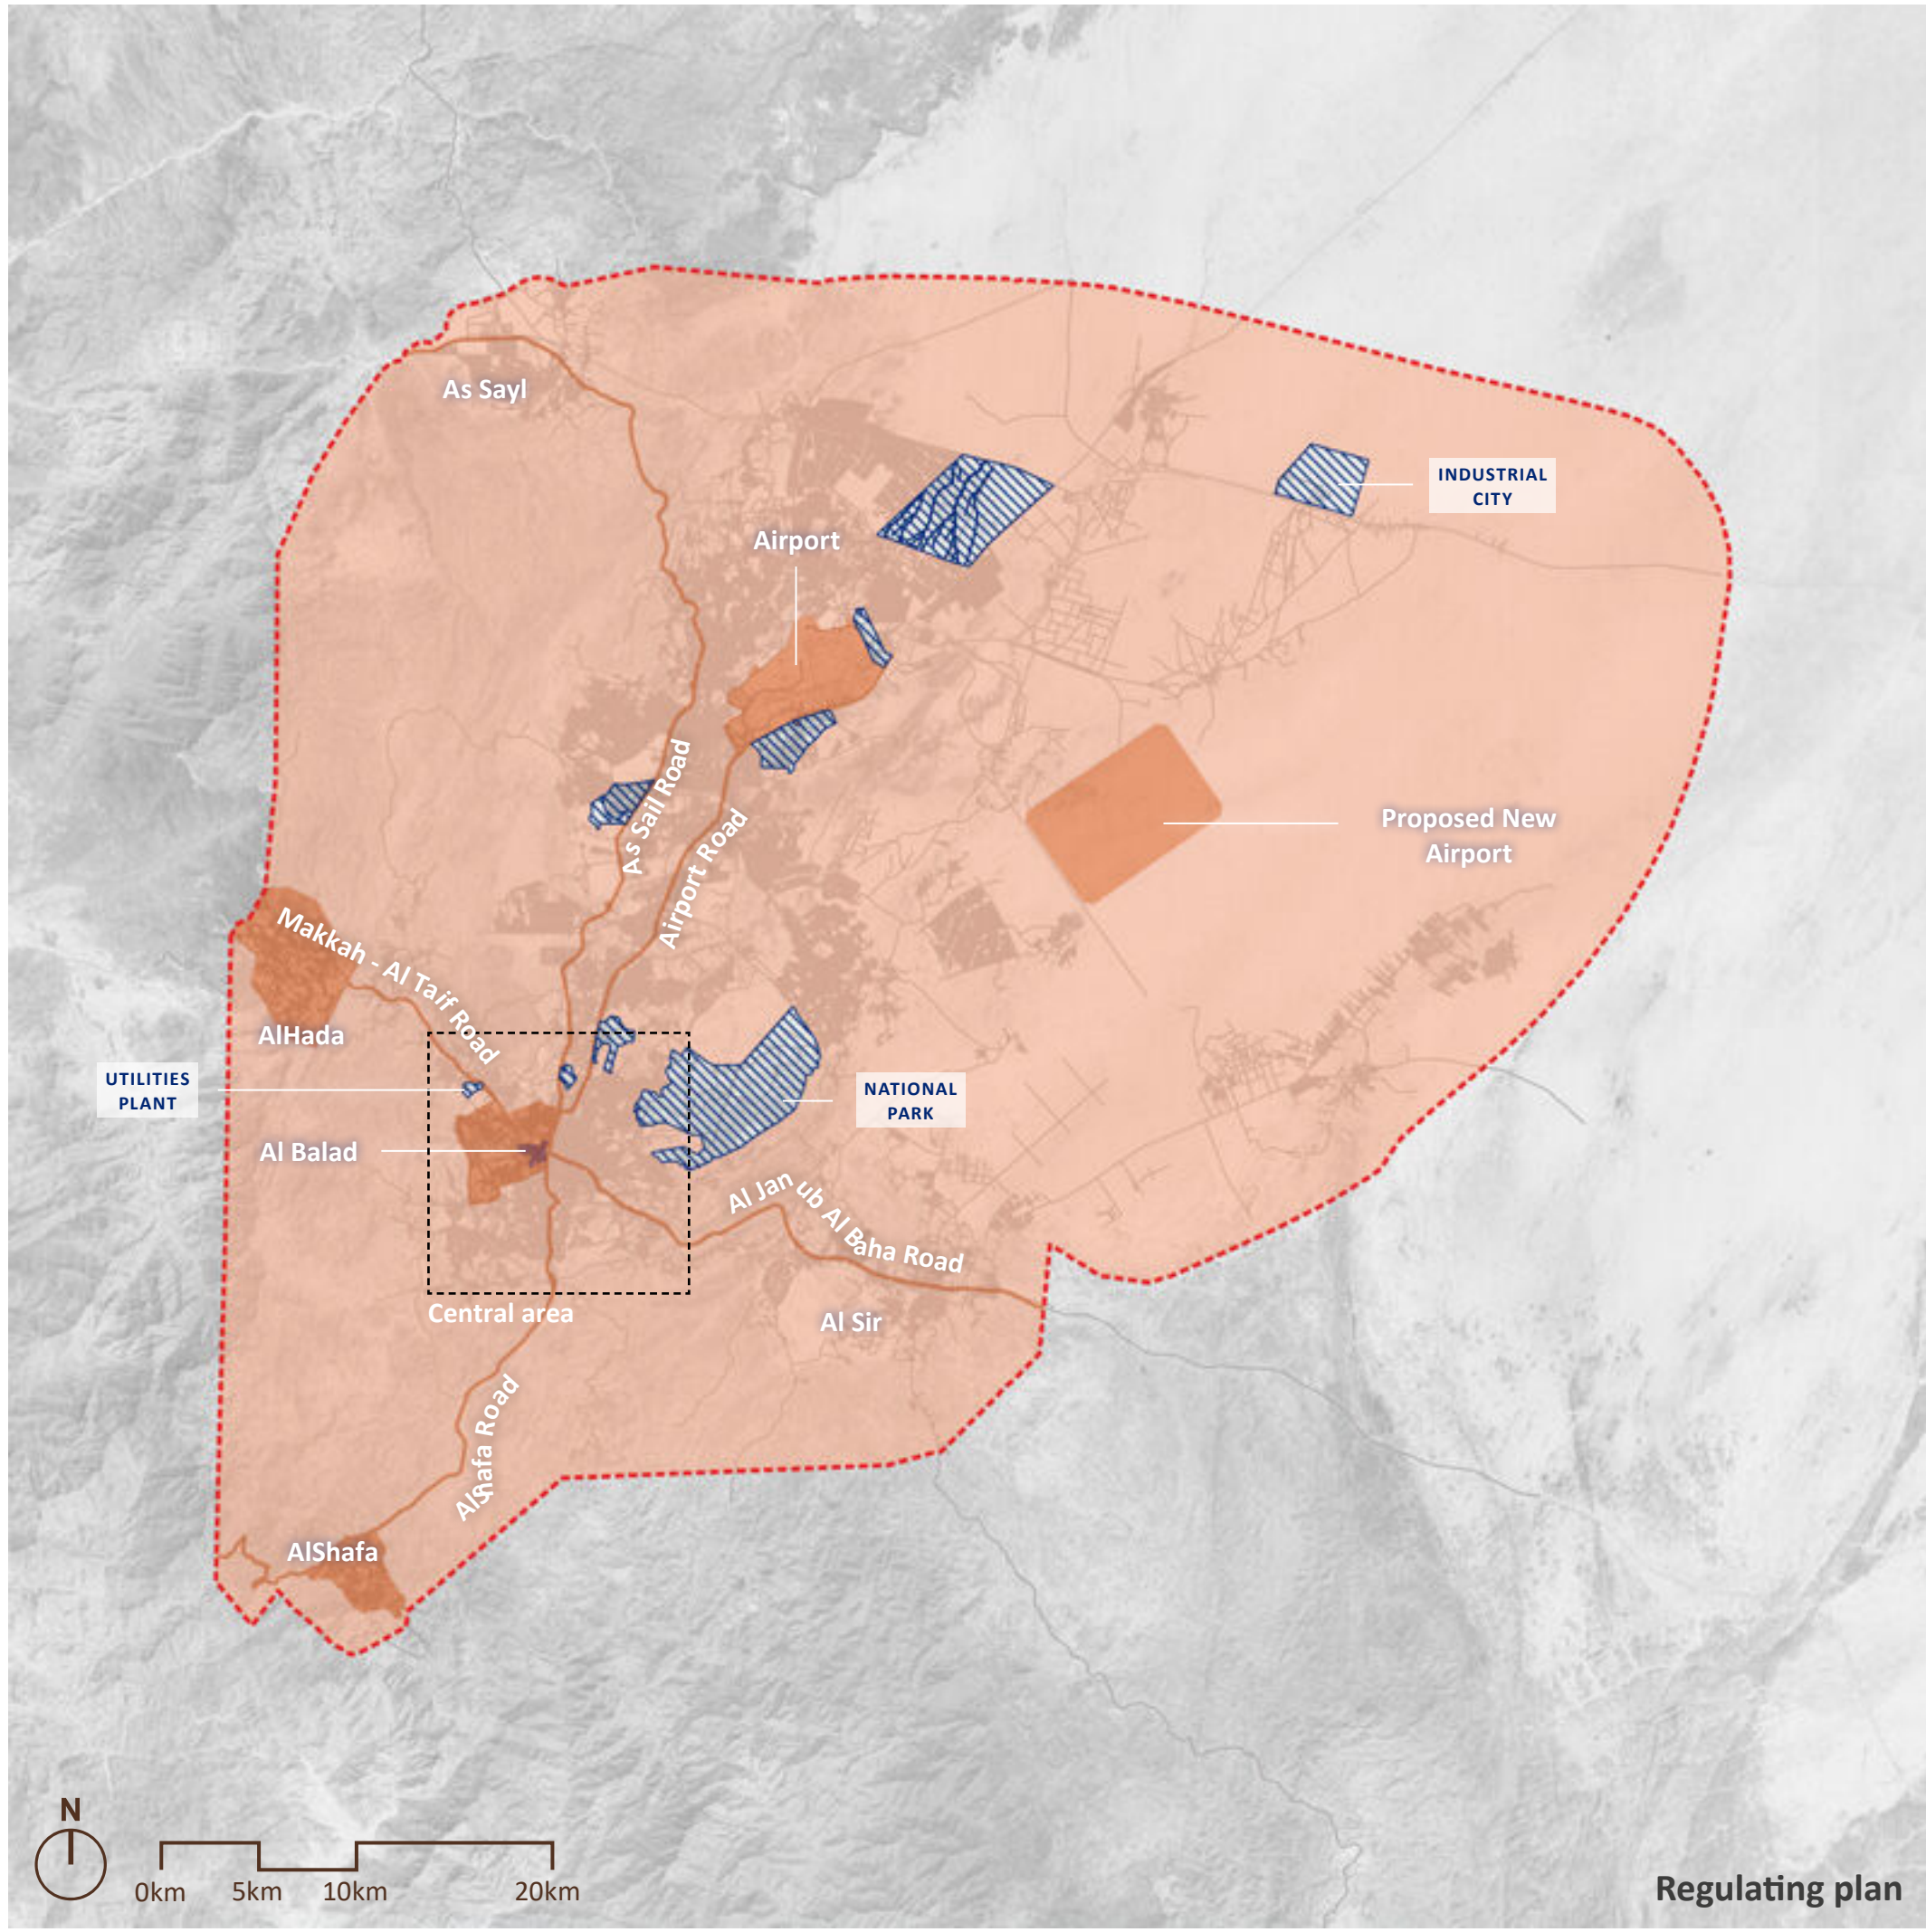 As Sayl
INDUSTRIAL
CITY
Airport
As Sail Road
Airport Road
Proposed New
Airport
Makkah - Al Taif Road
AlHada
UTILITIES
PLANT
NATIONAL
PARK
Al Balad
Al Janub Al Baha Road
Central area
Al Sir
AlShafa Road
AlShafa
N
0km
5km
10km
20km
Regulating plan